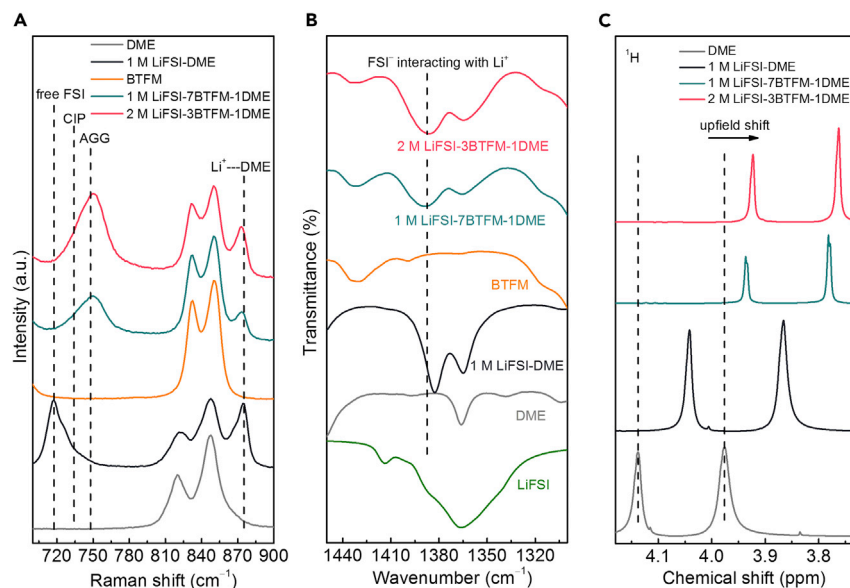 A
DME
1 M LiFSI-DME
BTFM
1 M LiFSI-7BTFM-1DME
2 M LiFSI-3BTFM-1DME
free FSI
CIP
AGG
Li⁺---DME
Intensity (a.u.)
720 750 780 810 840 870 900
Raman shift (cm⁻¹)
B
FSI⁻ interacting with Li⁺
2 M LiFSI-3BTFM-1DME
1 M LiFSI-7BTFM-1DME
BTFM
1 M LiFSI-DME
DME
LiFSI
Transmittance (%)
1440 1410 1380 1350 1320
Wavenumber (cm⁻¹)
C
¹H
DME
1 M LiFSI-DME
1 M LiFSI-7BTFM-1DME
2 M LiFSI-3BTFM-1DME
upfield shift
4.1 4.0 3.9 3.8
Chemical shift (ppm)